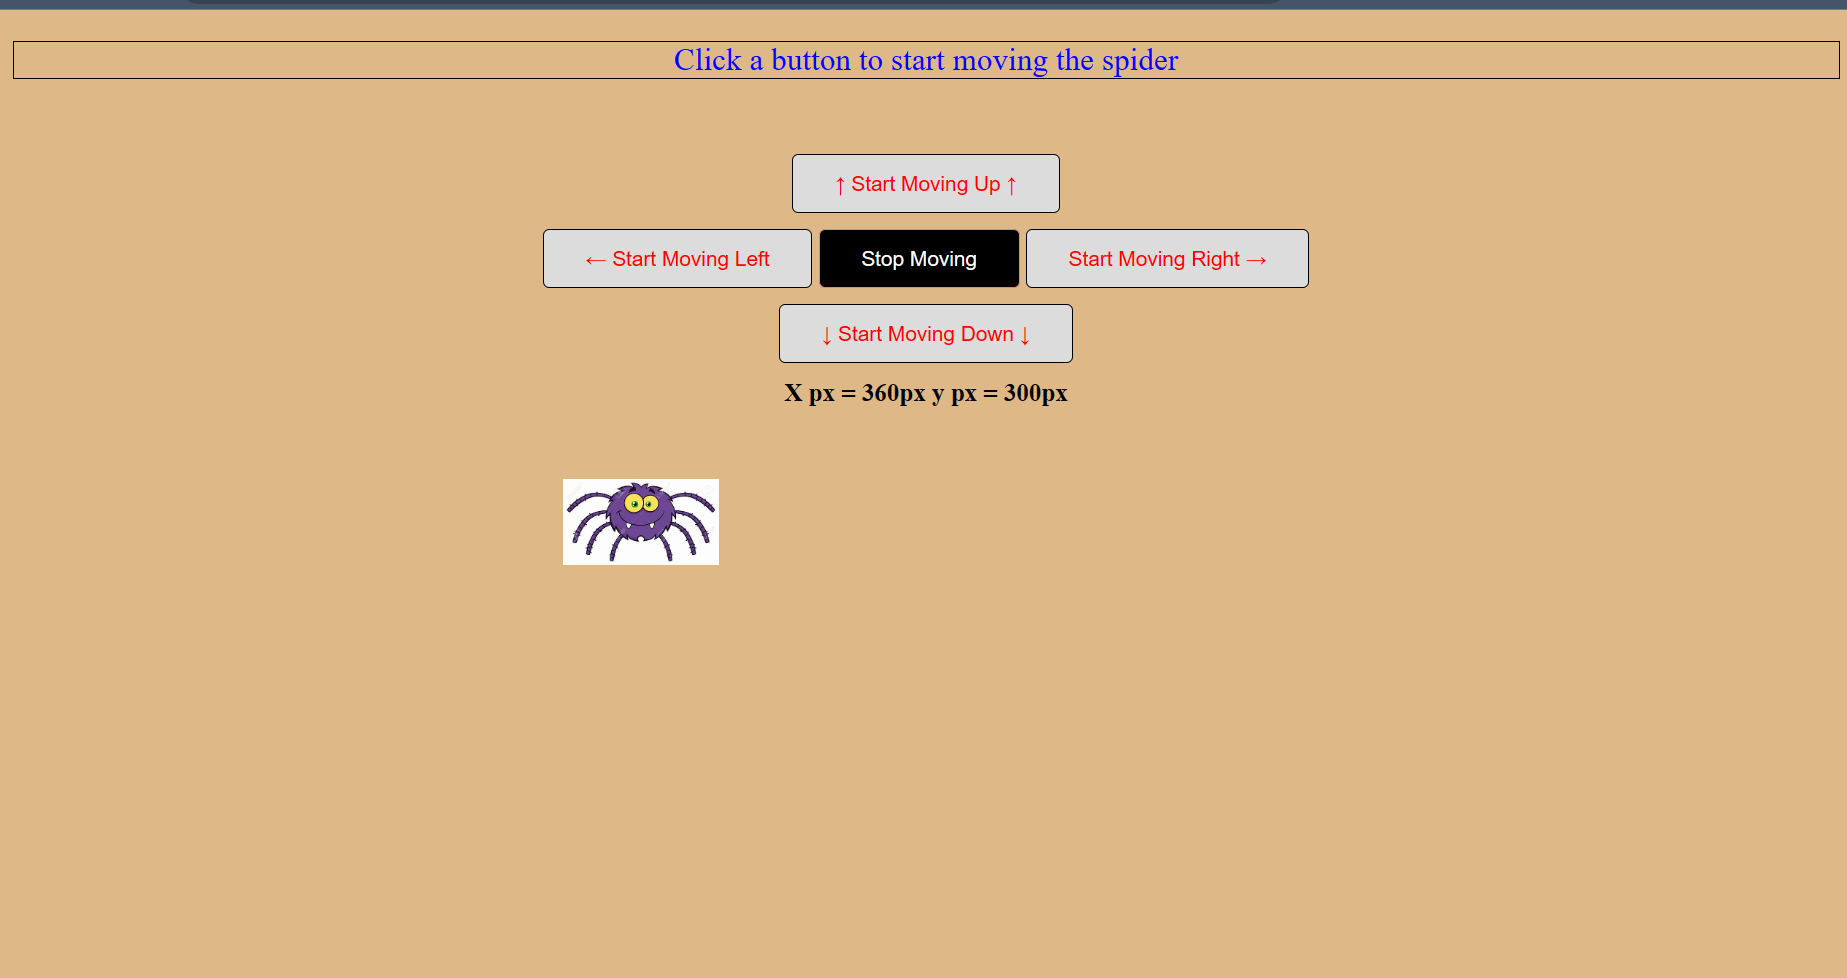 Click a button to start moving the spider
↑ Start Moving Up ↑
← Start Moving Left
Stop Moving
Start Moving Right →
↓ Start Moving Down ↓
X px = 360px y px = 300px